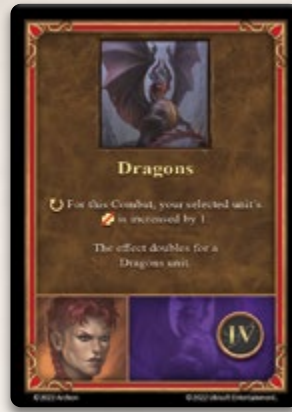 Dragons
For this Combat, your selected unit's
is increased by 1
The effect doubles for a
Dragons unit
IV
©2023 Archon
©2022 Ubisoft Entertainment.